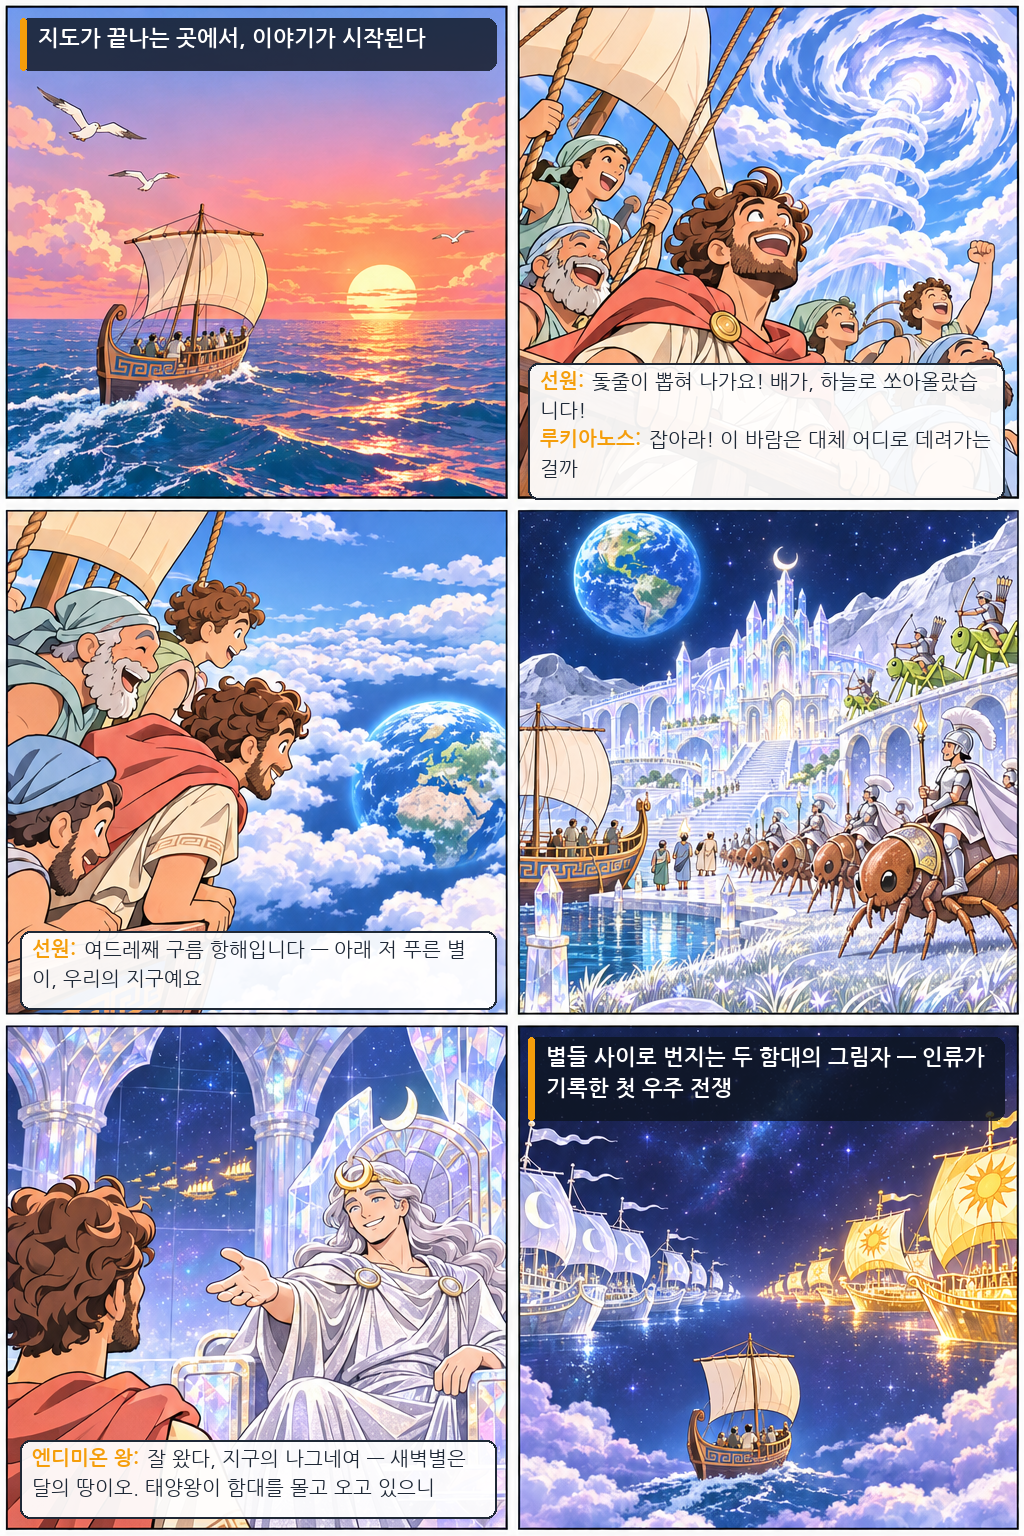 지도가 끝나는 곳에서, 이야기가 시작된다
선원: 돛줄이 뽑혀 나가요! 배가, 하늘로 쏘아올랐습
니다!
루키아노스: 잡아라! 이 바람은 대체 어디로 데려가는
걸까
선원: 여드레째 구름 항해입니다 — 아래 저 푸른 별
이, 우리의 지구예요
엔디미온 왕: 잘 왔다, 지구의 나그네여 — 새벽별은
달의 땅이오. 태양왕이 함대를 몰고 오고 있으니
별들 사이로 번지는 두 함대의 그림자 — 인류가
기록한 첫 우주 전쟁